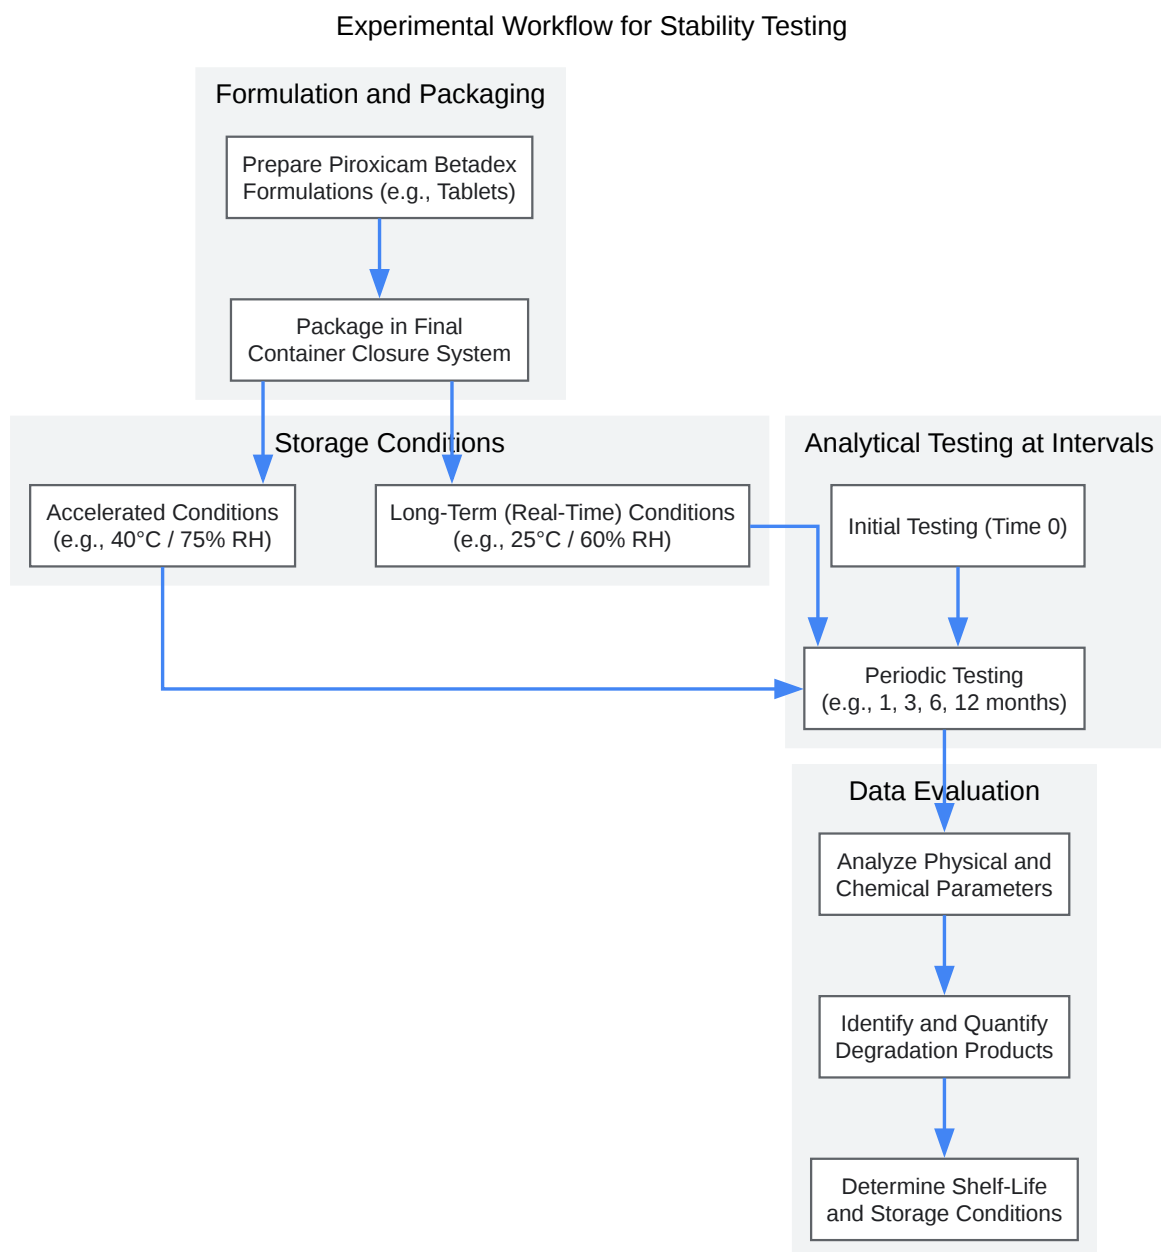 Experimental Workflow for Stability Testing
Formulation and Packaging
Prepare Piroxicam Betadex
Formulations (e.g., Tablets)
Package in Final
Container Closure System
Storage Conditions
Accelerated Conditions
(e.g., 40°C / 75% RH)
Long-Term (Real-Time) Conditions
(e.g., 25°C / 60% RH)
Analytical Testing at Intervals
Initial Testing (Time 0)
Periodic Testing
(e.g., 1, 3, 6, 12 months)
Data Evaluation
Analyze Physical and
Chemical Parameters
Identify and Quantify
Degradation Products
Determine Shelf-Life
and Storage Conditions